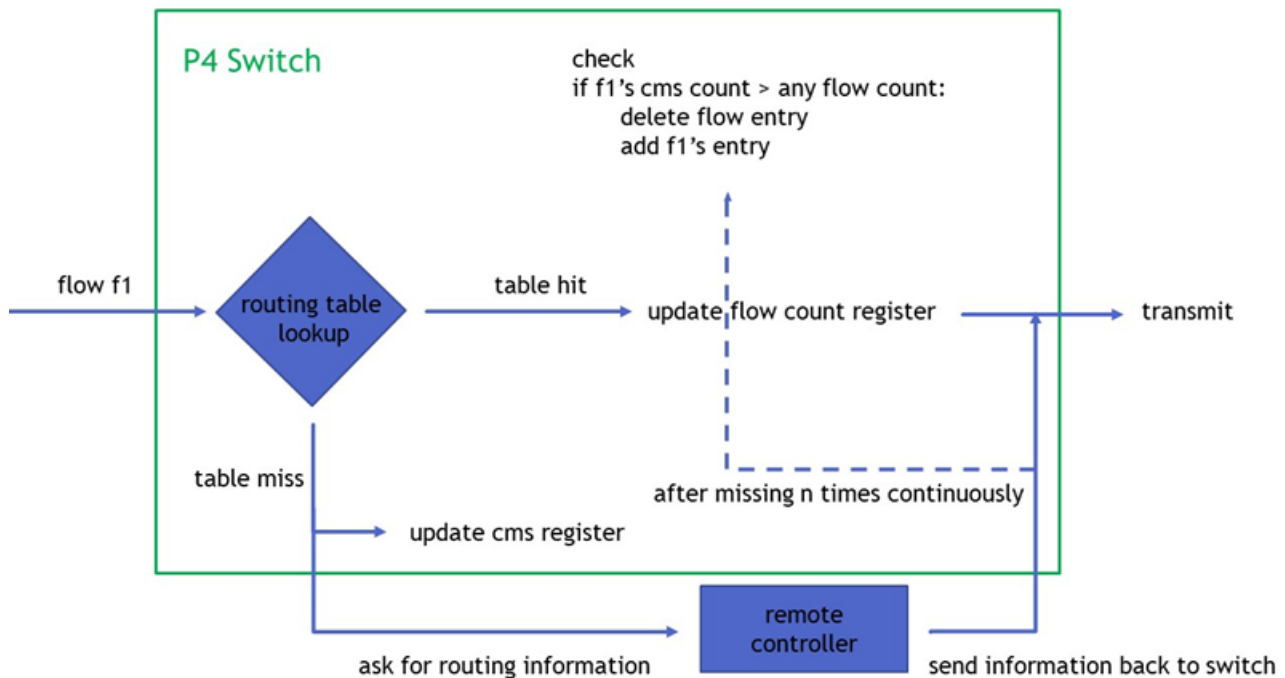 P4 Switch
check
if f1's cms count > any flow count:
delete flow entry
add f1's entry
flow f1
routing table
lookup
table hit
update flow count register
transmit
table miss
after missing n times continuously
update cms register
remote
controller
ask for routing information
send information back to switch